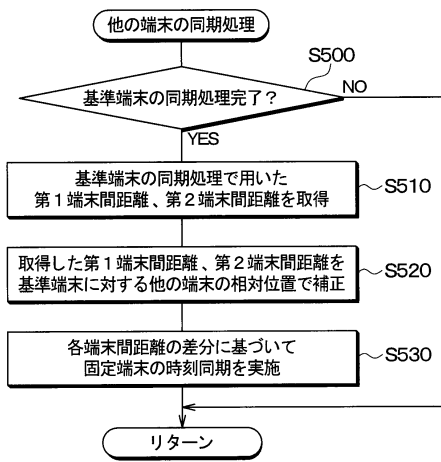 他の端末の同期処理
S500
基準端末の同期処理完了？
NO
YES
基準端末の同期処理で用いた
第１端末間距離、第２端末間距離を取得
S510
取得した第１端末間距離、第２端末間距離を
基準端末に対する他の端末の相対位置で補正
S520
各端末間距離の差分に基づいて
固定端末の時刻同期を実施
S530
リターン